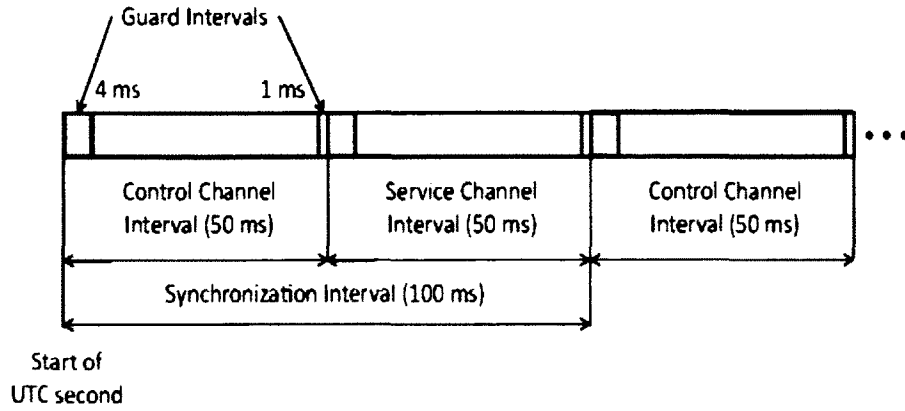 Guard Intervals
4 ms
1 ms
Control Channel
Interval (50 ms)
Service Channel
Interval (50 ms)
Control Channel
Interval (50 ms)
Synchronization Interval (100 ms)
Start of
UTC second